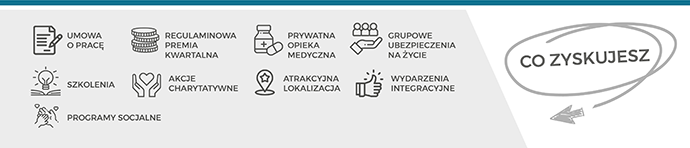 UMOWA
O PRACĘ
REGULAMINOWA
PREMIA
KWARTALNA
PRYWATNA
OPIEKA
MEDYCZNA
GRUPOWE
UBEZPIECZENIA
NA ŻYCIE
SZKOLENIA
AKCJE
CHARYTATYWNE
ATRAKCYJNA
LOKALIZACJA
WYDARZENIA
INTEGRACYJNE
PROGRAMY SOCJALNE
CO ZYSKUJESZ